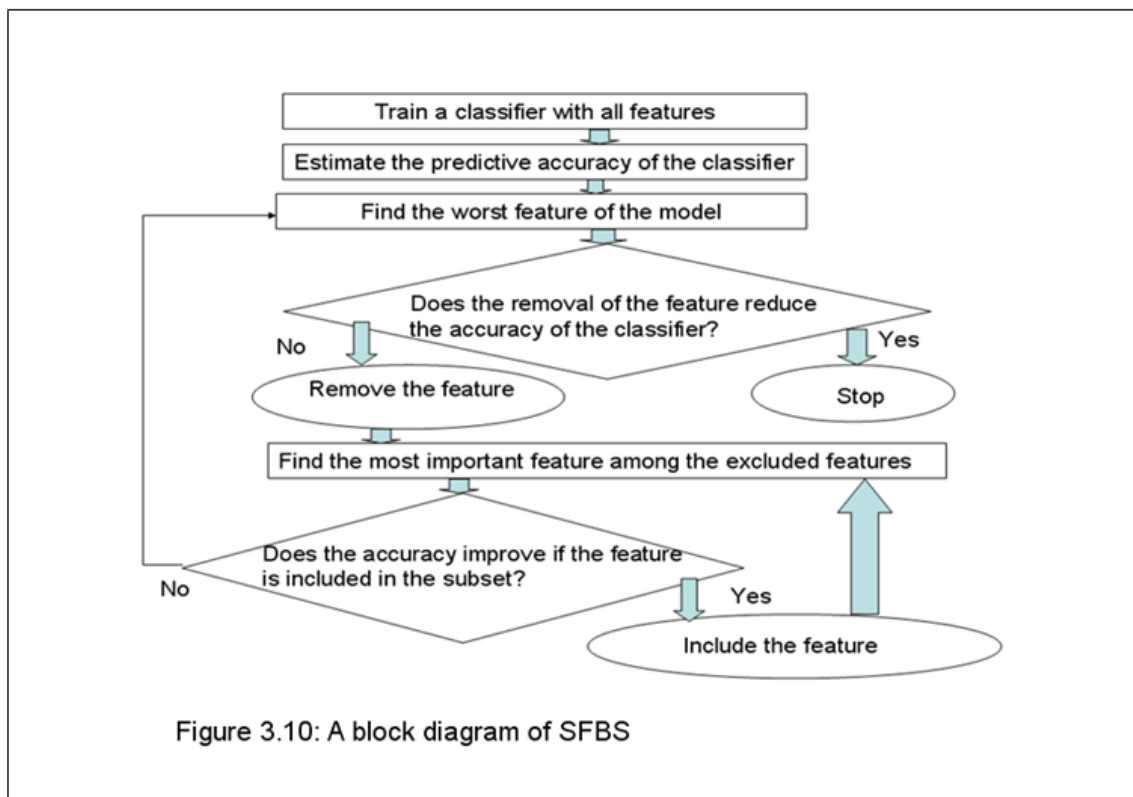 Train a classifier with all features
Estimate the predictive accuracy of the classifier
Find the worst feature of the model
Does the removal of the feature reduce
the accuracy of the classifier?
No
Yes
Remove the feature
Stop
Find the most important feature among the excluded features
Does the accuracy improve if the feature
is included in the subset?
No
Yes
Include the feature
Figure 3.10: A block diagram of SFBS